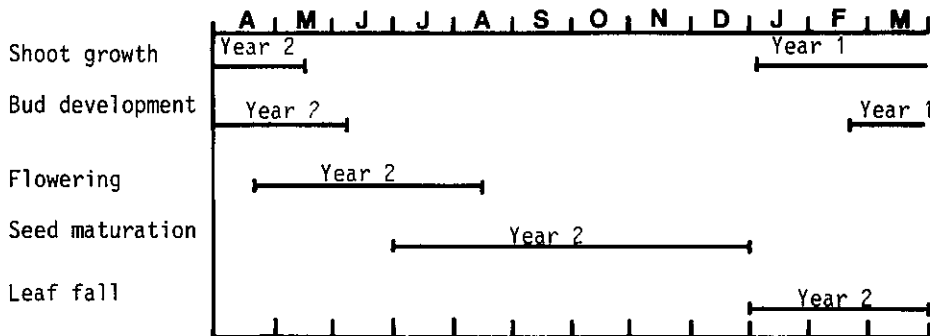 A M J J A S O N D J F M
Shoot growth Year 2 Year 1
Bud development Year 2 Year 1
Flowering Year 2
Seed maturation Year 2
Leaf fall Year 2